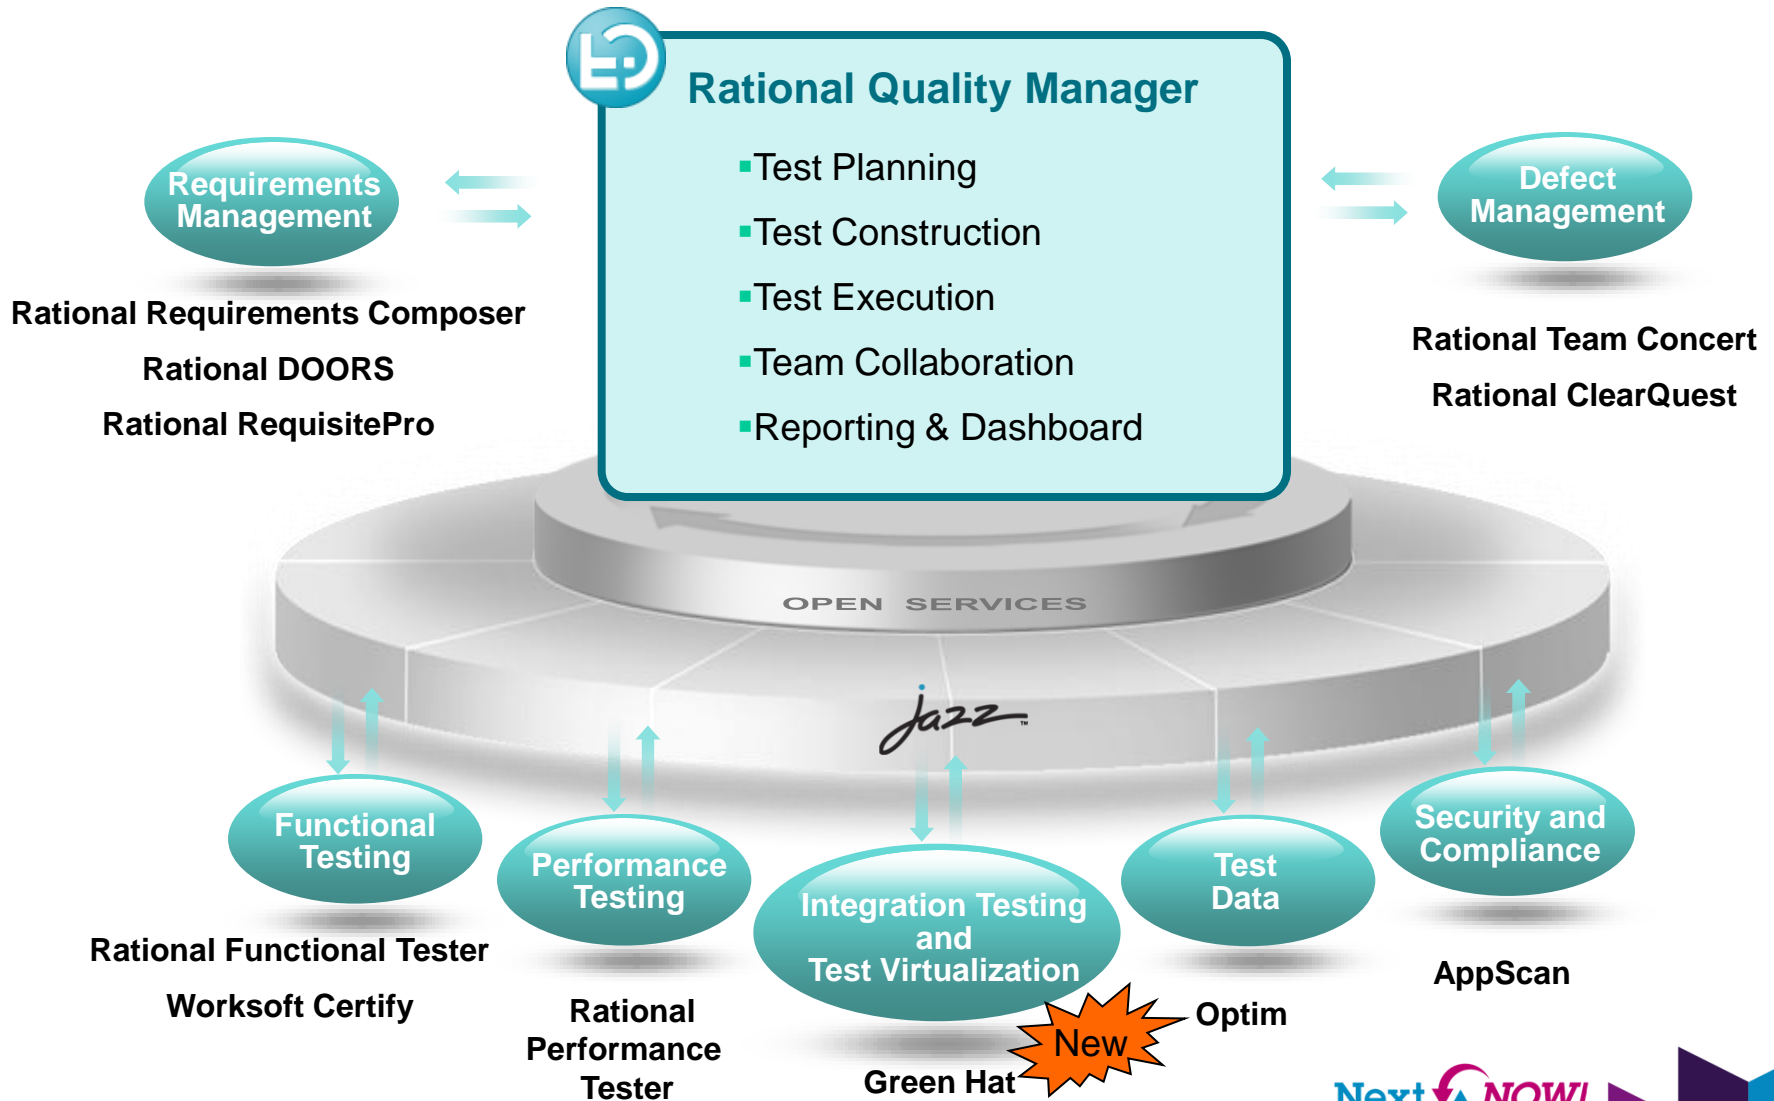 Rational Quality Manager
▪Test Planning
▪Test Construction
▪Test Execution
▪Team Collaboration
▪Reporting & Dashboard
Requirements
Management
Rational Requirements Composer
Rational DOORS
Rational RequisitePro
Defect
Management
Rational Team Concert
Rational ClearQuest
OPEN SERVICES
jazz™
Functional
Testing
Rational Functional Tester
Worksoft Certify
Performance
Testing
Rational
Performance
Tester
Integration Testing
and
Test Virtualization
New
Green Hat
Test
Data
Optim
Security and
Compliance
AppScan
Next NOW!